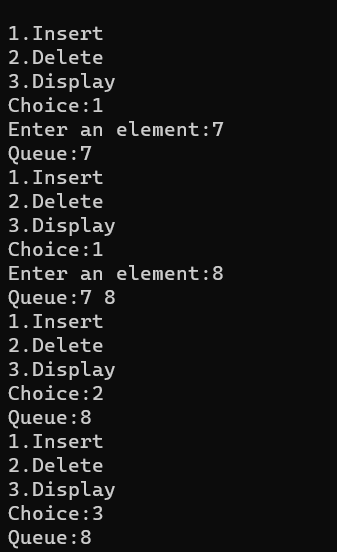 1.Insert
2.Delete
3.Display
Choice:1
Enter an element:7
Queue:7
1.Insert
2.Delete
3.Display
Choice:1
Enter an element:8
Queue:7 8
1.Insert
2.Delete
3.Display
Choice:2
Queue:8
1.Insert
2.Delete
3.Display
Choice:3
Queue:8